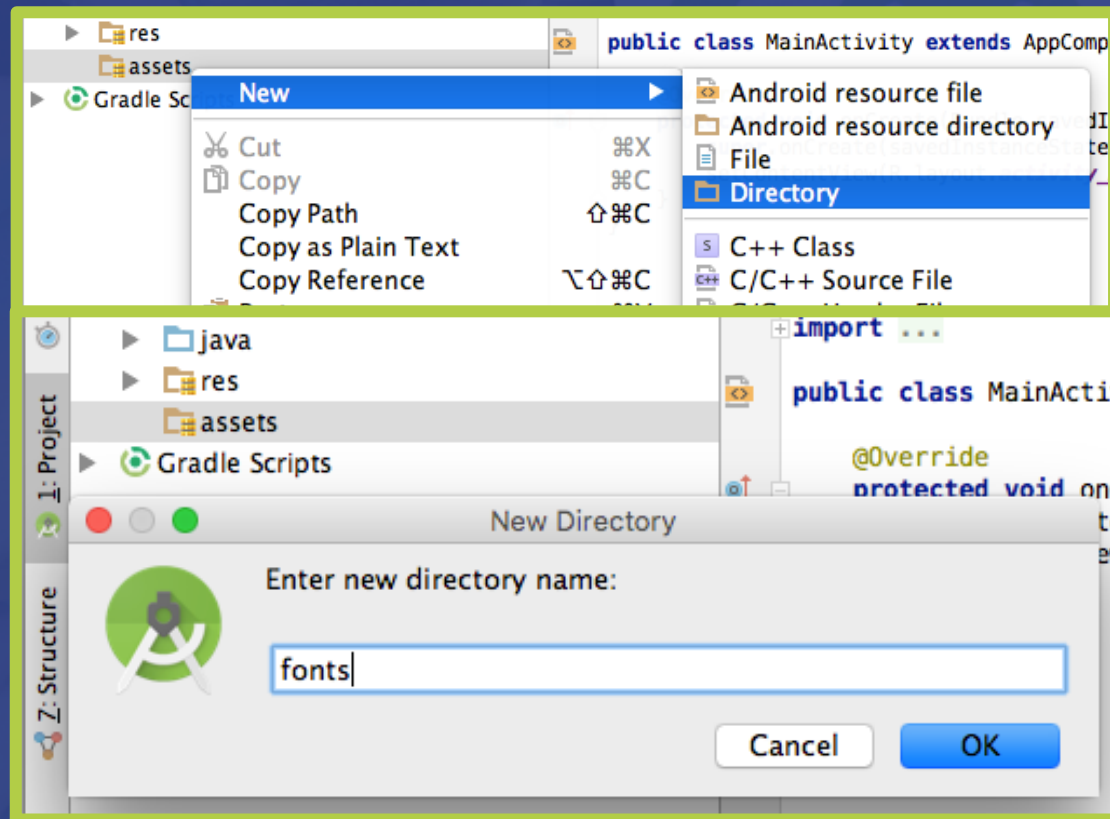 res
public class MainActivity extends AppComp
assets
Gradle Sc
New
Android resource file
Android resource directory
File
Directory
Cut ⌘X
Copy ⌘C
Copy Path ⇧⌘C
Copy as Plain Text
Copy Reference ⌥⇧⌘C
C++ Class
C/C++ Source File
java
import ...
res
public class MainActi
assets
Gradle Scripts
@Override
protected void on
1: Project
7: Structure
New Directory
Enter new directory name:
fonts
Cancel
OK